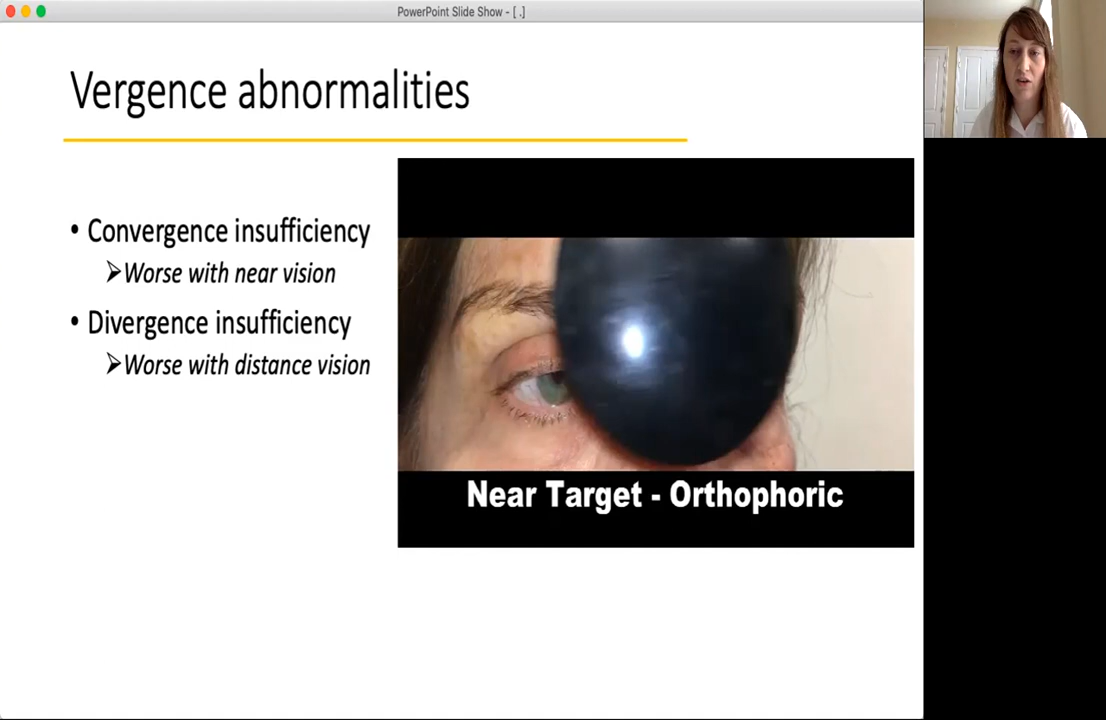 PowerPoint Slide Show - [ .]
Vergence abnormalities
• Convergence insufficiency
➢Worse with near vision
• Divergence insufficiency
➢Worse with distance vision
Near Target - Orthophoric